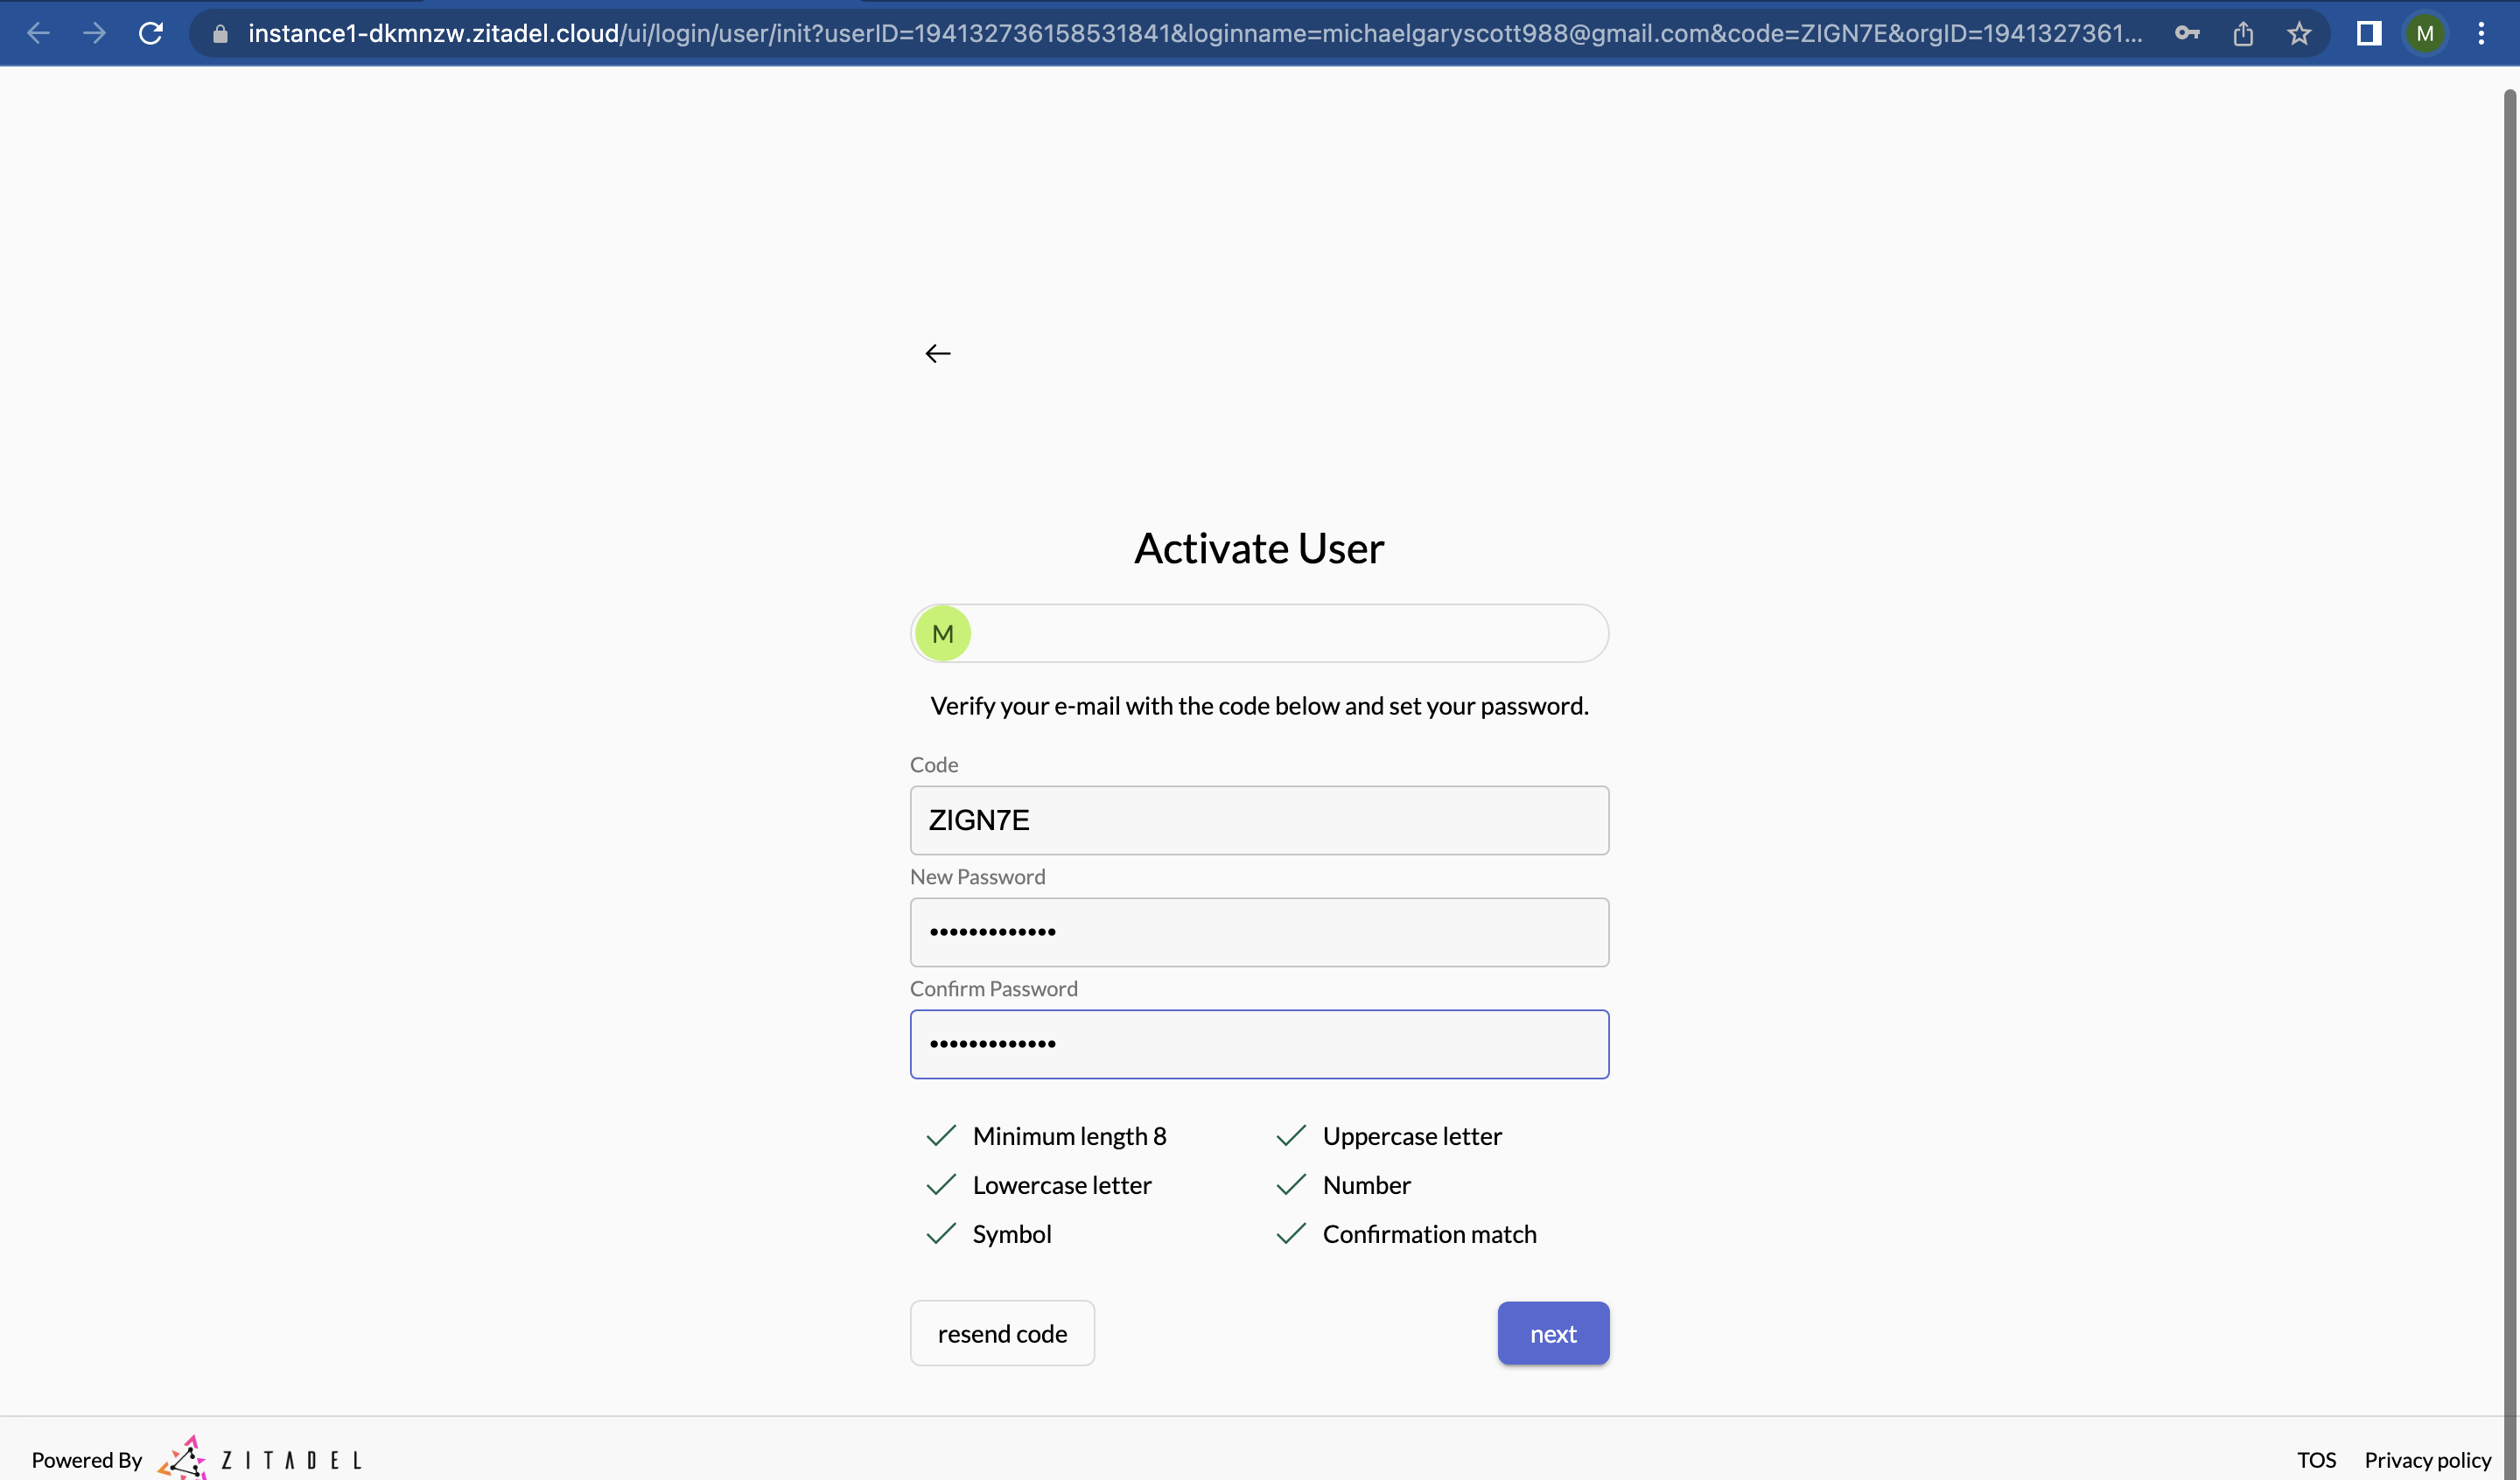 instance1-dkmnzw.zitadel.cloud/ui/login/user/init?userID=194132736158531841&loginname=michaelgaryscott988@gmail.com&code=ZIGN7E&orgID=1941327361... M
Activate User
M
Verify your e-mail with the code below and set your password.
Code
ZIGN7E
New Password
•••••••••••••
Confirm Password
•••••••••••••
Minimum length 8 Uppercase letter
Lowercase letter Number
Symbol Confirmation match
resend code next
Powered By ZITADEL TOS Privacy policy